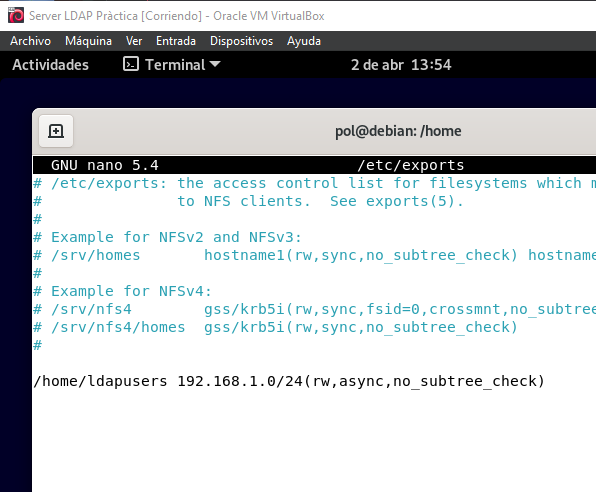 Server LDAP Pràctica [Corriendo] - Oracle VM VirtualBox
Archivo Máquina Ver Entrada Dispositivos Ayuda
Actividades Terminal 2 de abr 13:54
pol@debian: /home
GNU nano 5.4 /etc/exports
# /etc/exports: the access control list for filesystems which m
# to NFS clients. See exports(5).
#
# Example for NFSv2 and NFSv3:
# /srv/homes hostname1(rw,sync,no_subtree_check) hostname
#
# Example for NFSv4:
# /srv/nfs4 gss/krb5i(rw,sync,fsid=0,crossmnt,no_subtree
# /srv/nfs4/homes gss/krb5i(rw,sync,no_subtree_check)
#
/home/ldapusers 192.168.1.0/24(rw,async,no_subtree_check)